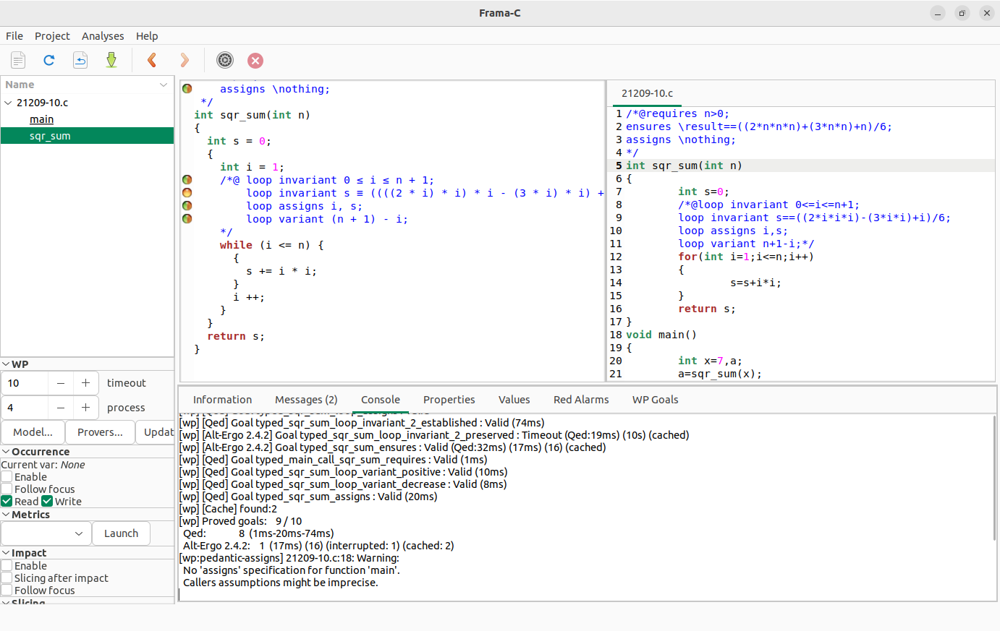 Frama-C
File Project Analyses Help
Name
21209-10.c
main
sqr_sum
WP
10 timeout
4 process
Model... Provers... Updat
Occurrence
Current var: None
Enable
Follow focus
Read Write
Metrics
Launch
Impact
Enable
Slicing after impact
Follow focus
Slicing
assigns \nothing;
*/
int sqr_sum(int n)
{
int s = 0;
{
int i = 1;
/*@ loop invariant 0 ≤ i ≤ n + 1;
loop invariant s ≡ ((((2 * i) * i) * i - (3 * i) * i) +
loop assigns i, s;
loop variant (n + 1) - i;
*/
while (i <= n) {
{
s += i * i;
}
i ++;
}
}
return s;
}
21209-10.c
1 /*@requires n>0;
2 ensures \result==((2*n*n*n)+(3*n*n)+n)/6;
3 assigns \nothing;
4 */
5 int sqr_sum(int n)
6 {
7 int s=0;
8 /*@loop invariant 0<=i<=n+1;
9 loop invariant s==((2*i*i*i)-(3*i*i)+i)/6;
10 loop assigns i,s;
11 loop variant n+1-i;*/
12 for(int i=1;i<=n;i++)
13 {
14 s=s+i*i;
15 }
16 return s;
17 }
18 void main()
19 {
20 int x=7,a;
21 a=sqr_sum(x);
Information Messages (2) Console Properties Values Red Alarms WP Goals
[wp] [Qed] Goal typed_sqr_sum_loop_invariant_2_established : Valid (74ms)
[wp] [Alt-Ergo 2.4.2] Goal typed_sqr_sum_loop_invariant_2_preserved : Timeout (Qed:19ms) (10s) (cached)
[wp] [Alt-Ergo 2.4.2] Goal typed_sqr_sum_ensures : Valid (Qed:32ms) (17ms) (16) (cached)
[wp] [Qed] Goal typed_main_call_sqr_sum_requires : Valid (1ms)
[wp] [Qed] Goal typed_sqr_sum_loop_variant_positive : Valid (10ms)
[wp] [Qed] Goal typed_sqr_sum_loop_variant_decrease : Valid (8ms)
[wp] [Qed] Goal typed_sqr_sum_assigns : Valid (20ms)
[wp] [Cache] found:2
[wp] Proved goals: 9 / 10
Qed: 8 (1ms-20ms-74ms)
Alt-Ergo 2.4.2: 1 (17ms) (16) (interrupted: 1) (cached: 2)
[wp:pedantic-assigns] 21209-10.c:18: Warning:
No 'assigns' specification for function 'main'.
Callers assumptions might be imprecise.